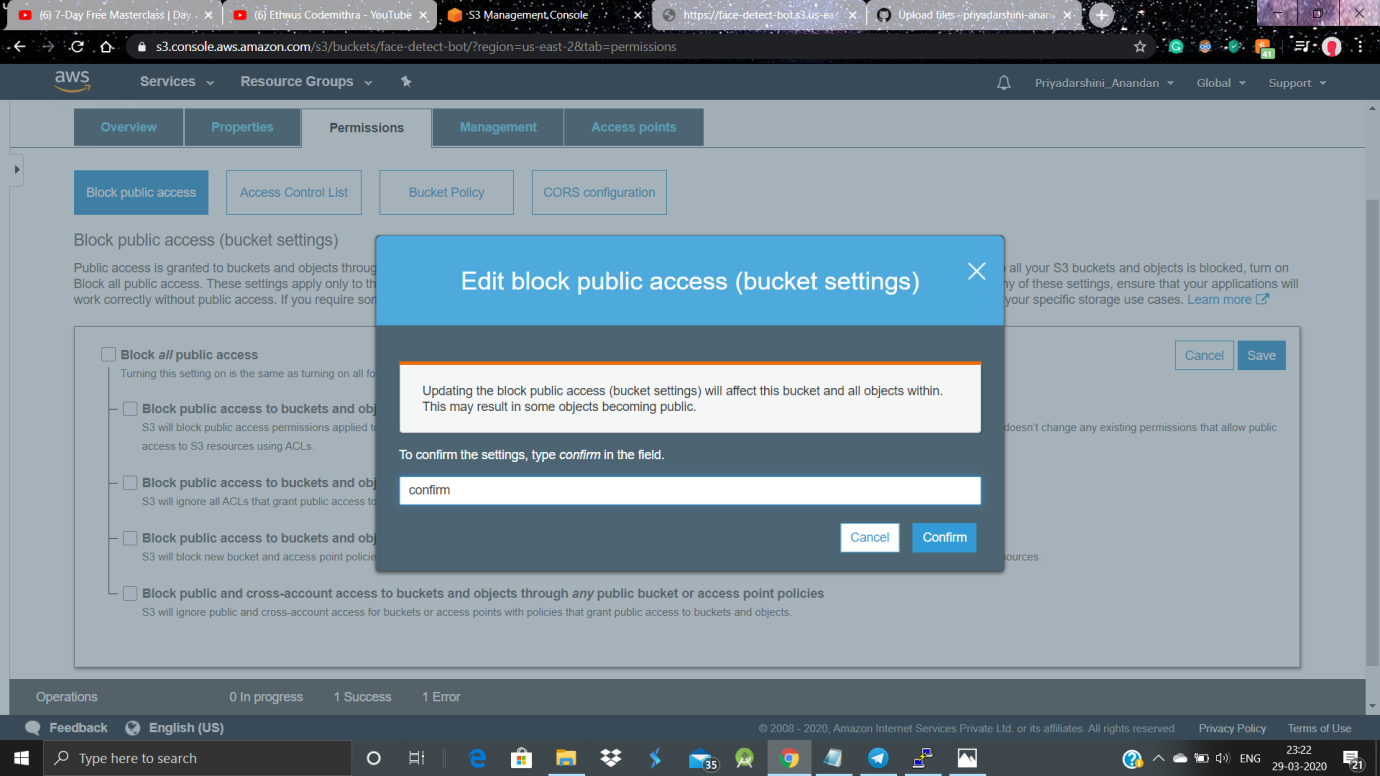 (6) 7-Day Free Masterclass | Day
(6) Ethnus Codemithra - YouTube
S3 Management Console
https://face-detect-bot.s3.us-ea
Upload files · priyadarshini-anan
s3.console.aws.amazon.com/s3/buckets/face-detect-bot/?region=us-east-2&tab=permissions
41
aws
Services
Resource Groups
Priyadarshini_Anandan
Global
Support
Overview
Properties
Permissions
Management
Access points
Block public access
Access Control List
Bucket Policy
CORS configuration
Block public access (bucket settings)
Public access is granted to buckets and objects throug
all your S3 buckets and objects is blocked, turn on
Block all public access. These settings apply only to th
ny of these settings, ensure that your applications will
work correctly without public access. If you require son
your specific storage use cases. Learn more
Edit block public access (bucket settings)
Updating the block public access (bucket settings) will affect this bucket and all objects within.
This may result in some objects becoming public.
To confirm the settings, type confirm in the field.
confirm
Cancel
Confirm
Block all public access
Cancel
Save
Turning this setting on is the same as turning on all fo
Block public access to buckets and obj
S3 will block public access permissions applied t
doesn't change any existing permissions that allow public
access to S3 resources using ACLs.
Block public access to buckets and obj
S3 will ignore all ACLs that grant public access to
Block public access to buckets and obj
S3 will block new bucket and access point policie
ources.
Block public and cross-account access to buckets and objects through any public bucket or access point policies
S3 will ignore public and cross-account access for buckets or access points with policies that grant public access to buckets and objects.
Operations
0 In progress
1 Success
1 Error
Feedback
English (US)
© 2008 - 2020, Amazon Internet Services Private Ltd. or its affiliates. All rights reserved.
Privacy Policy
Terms of Use
Type here to search
35
ENG
23:22
29-03-2020
21